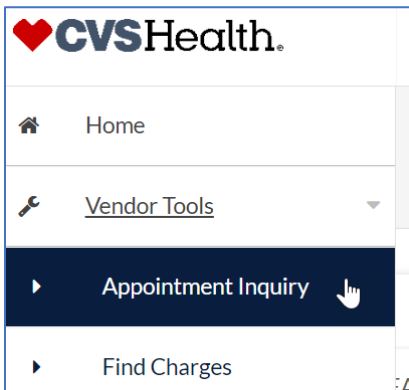 CVSHealth.
Home
Vendor Tools
Appointment Inquiry
Find Charges